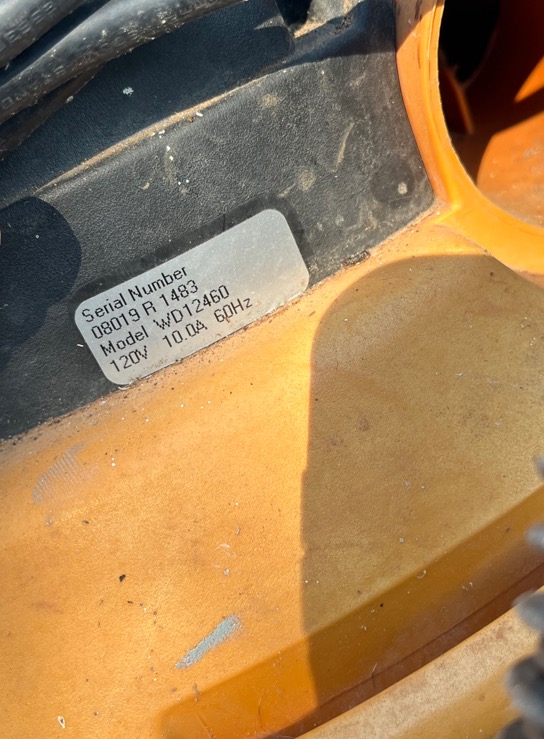 Serial Number
08019 R 1483
Model WD12460
120V 10.0A 60Hz